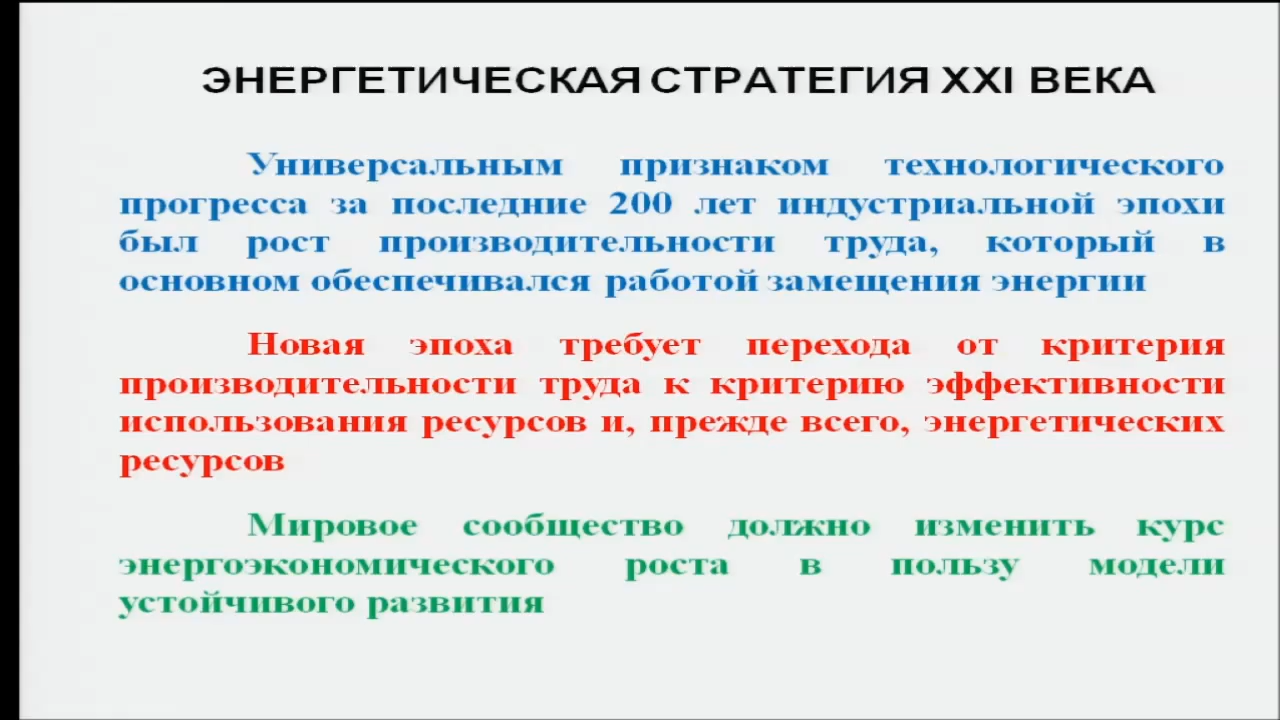 ЭНЕРГЕТИЧЕСКАЯ СТРАТЕГИЯ XXI ВЕКА
Универсальным признаком технологического
прогресса за последние 200 лет индустриальной эпохи
был рост производительности труда, который в
основном обеспечивался работой замещения энергии
Новая эпоха требует перехода от критерия
производительности труда к критерию эффективности
использования ресурсов и, прежде всего, энергетических
ресурсов
Мировое сообщество должно изменить курс
энергоэкономического роста в пользу модели
устойчивого развития